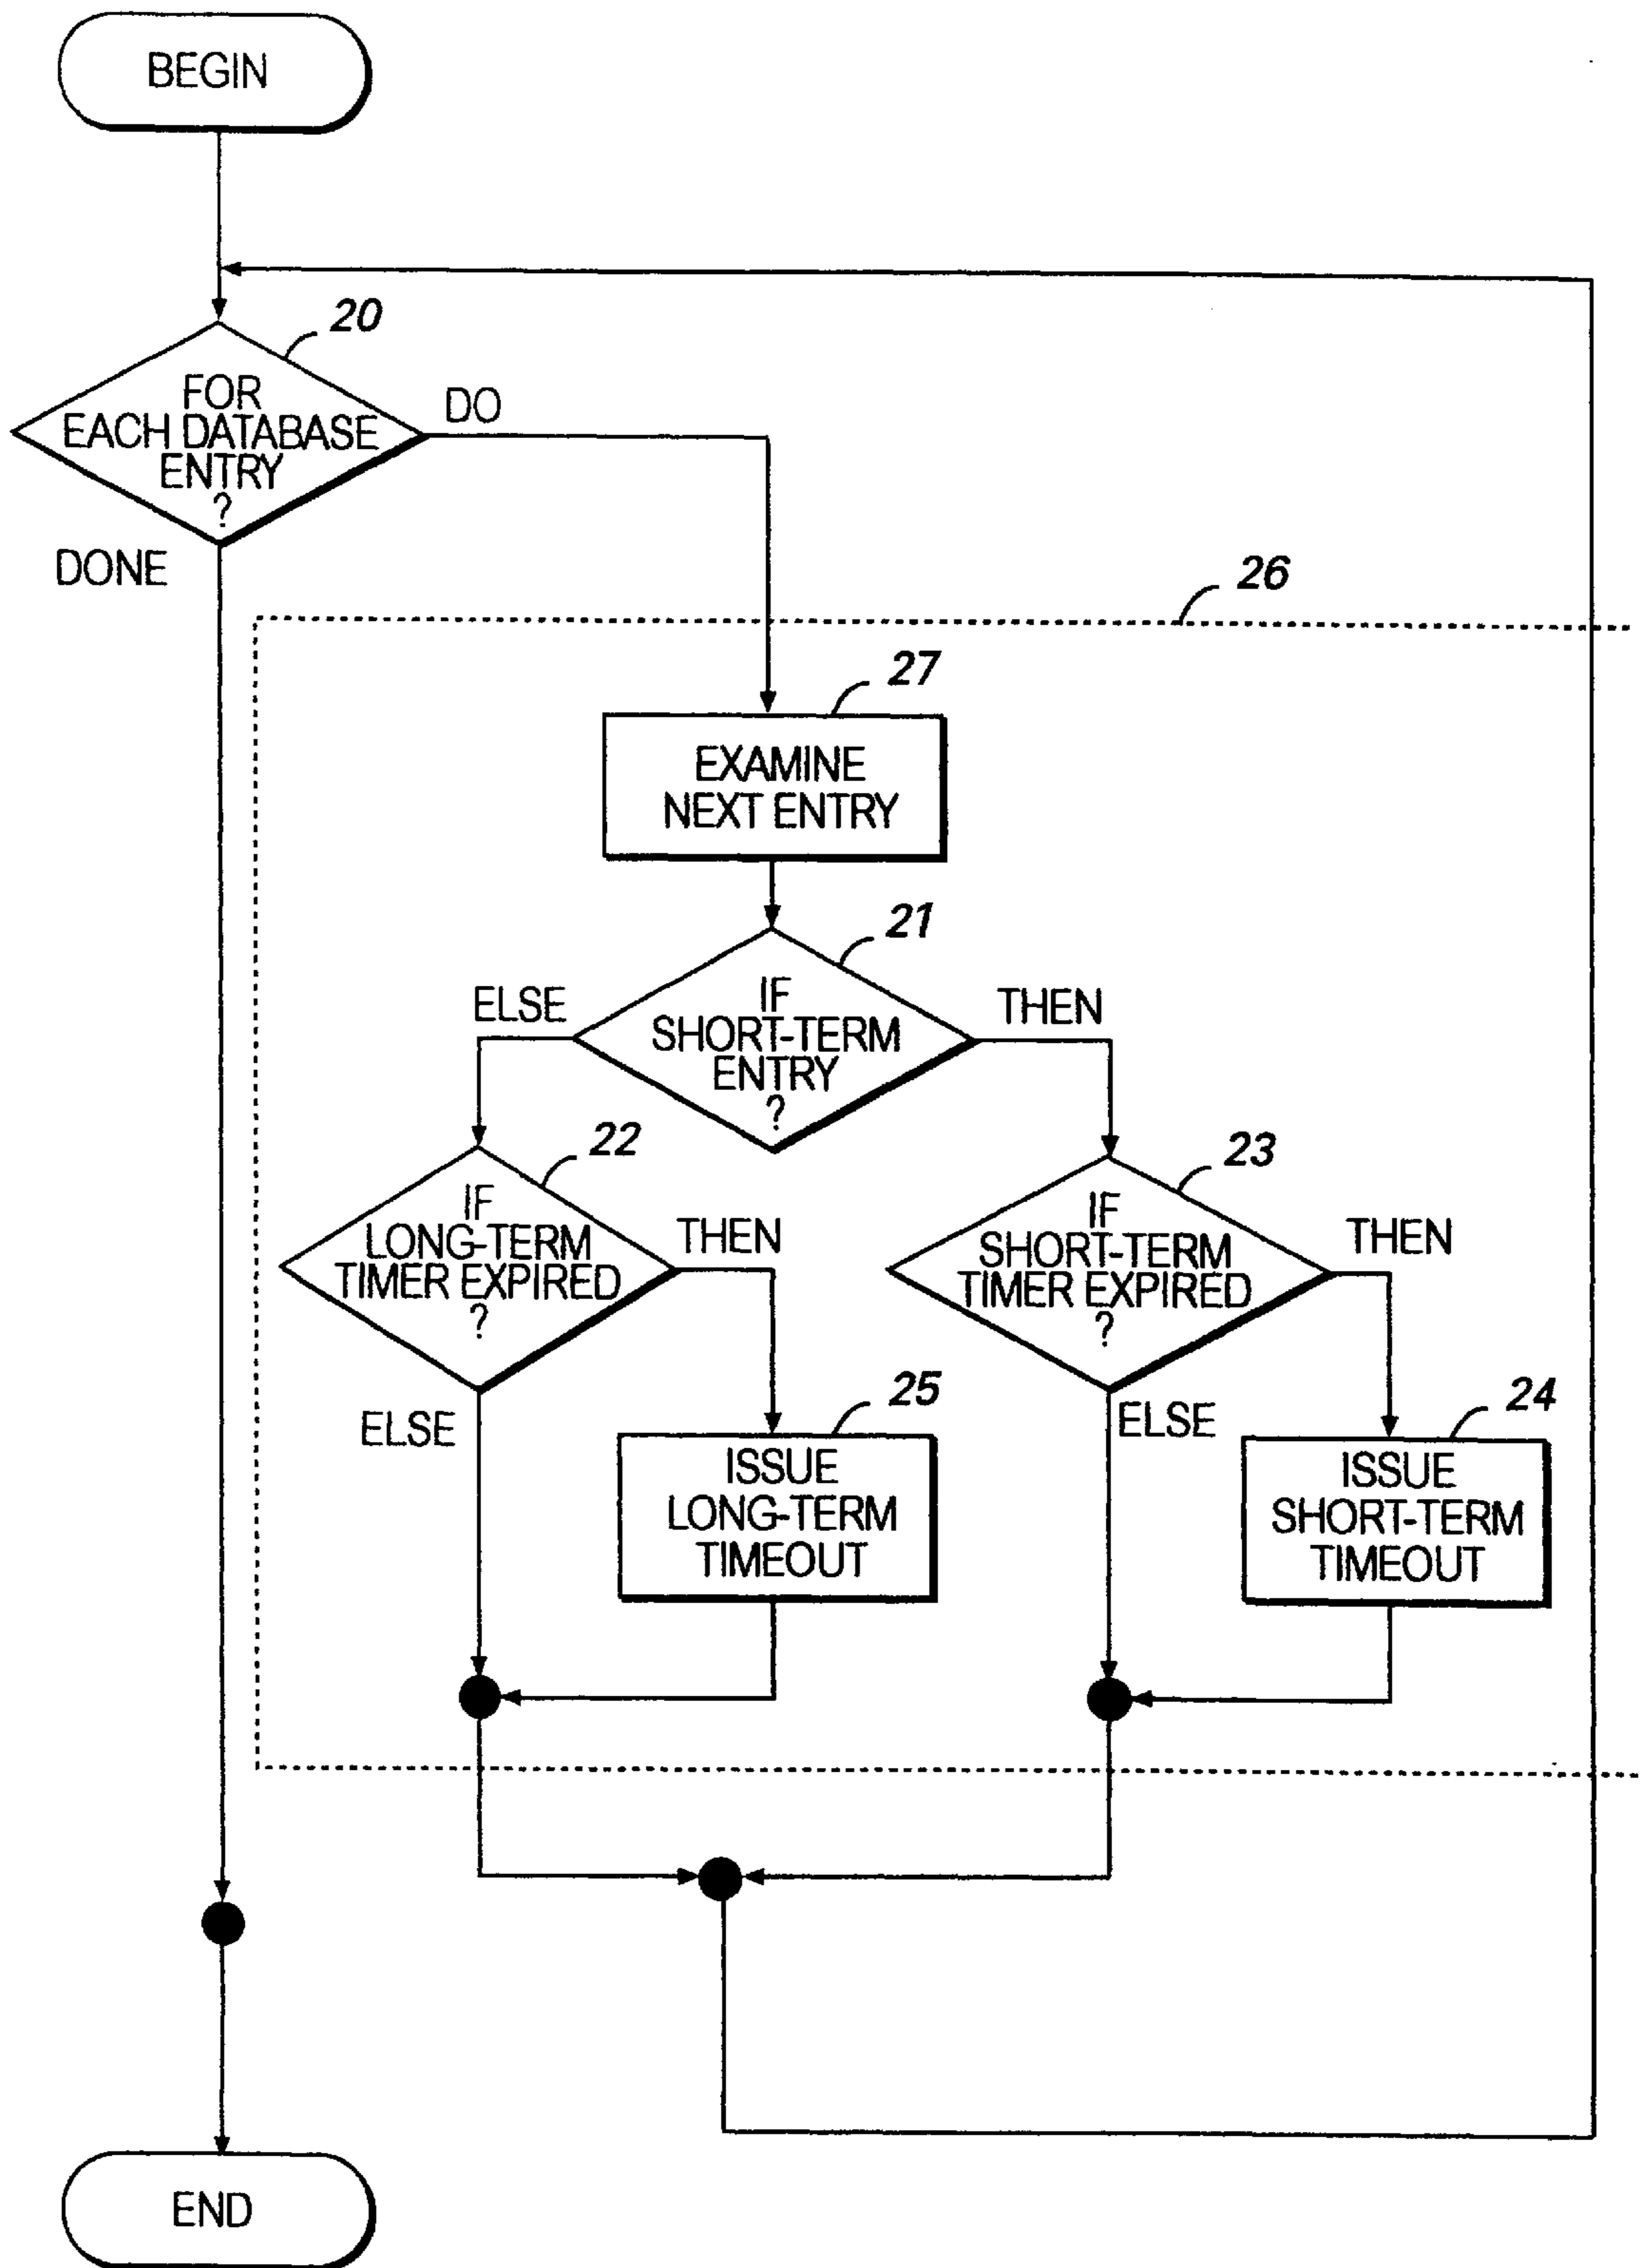 BEGIN
20
FOR
EACH DATABASE
ENTRY
?
DO
DONE
26
27
EXAMINE
NEXT ENTRY
21
IF
SHORT-TERM
ENTRY
?
ELSE
THEN
22
IF
LONG-TERM
TIMER EXPIRED
?
THEN
23
IF
SHORT-TERM
TIMER EXPIRED
?
THEN
ELSE
25
ISSUE
LONG-TERM
TIMEOUT
ELSE
24
ISSUE
SHORT-TERM
TIMEOUT
END